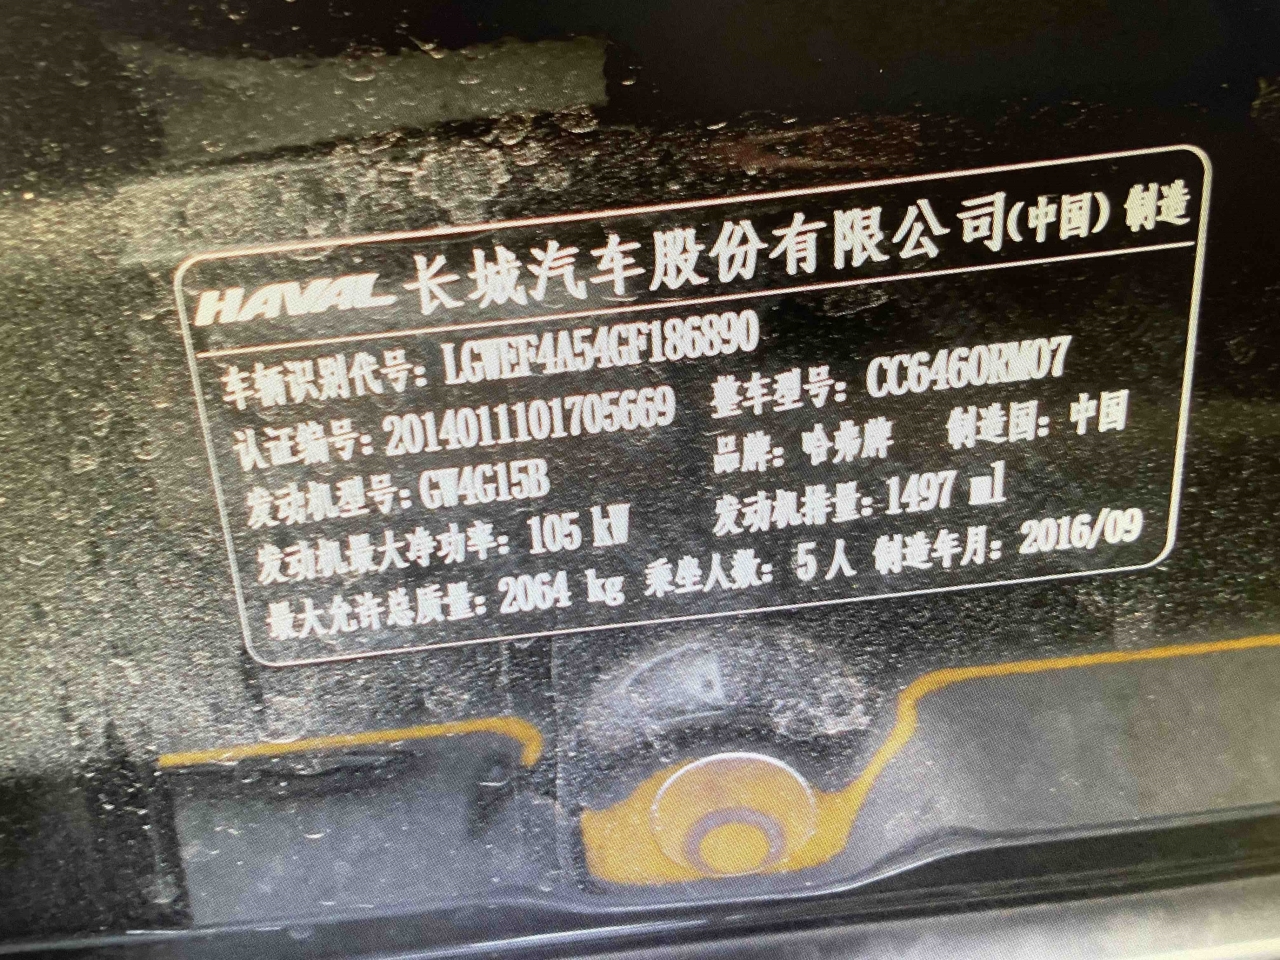 HAVAL 长城汽车股份有限公司(中国) 制造
车辆识别代号: LGWEF4A54GF186890
认证编号: 2014011101705669 整车型号: CC6460RM07
发动机型号: GW4G15B 品牌: 哈弗牌 制造国: 中国
发动机最大净功率: 105 kW 发动机排量: 1497 ml
最大允许总质量: 2064 kg 乘坐人数: 5人 制造年月: 2016/09